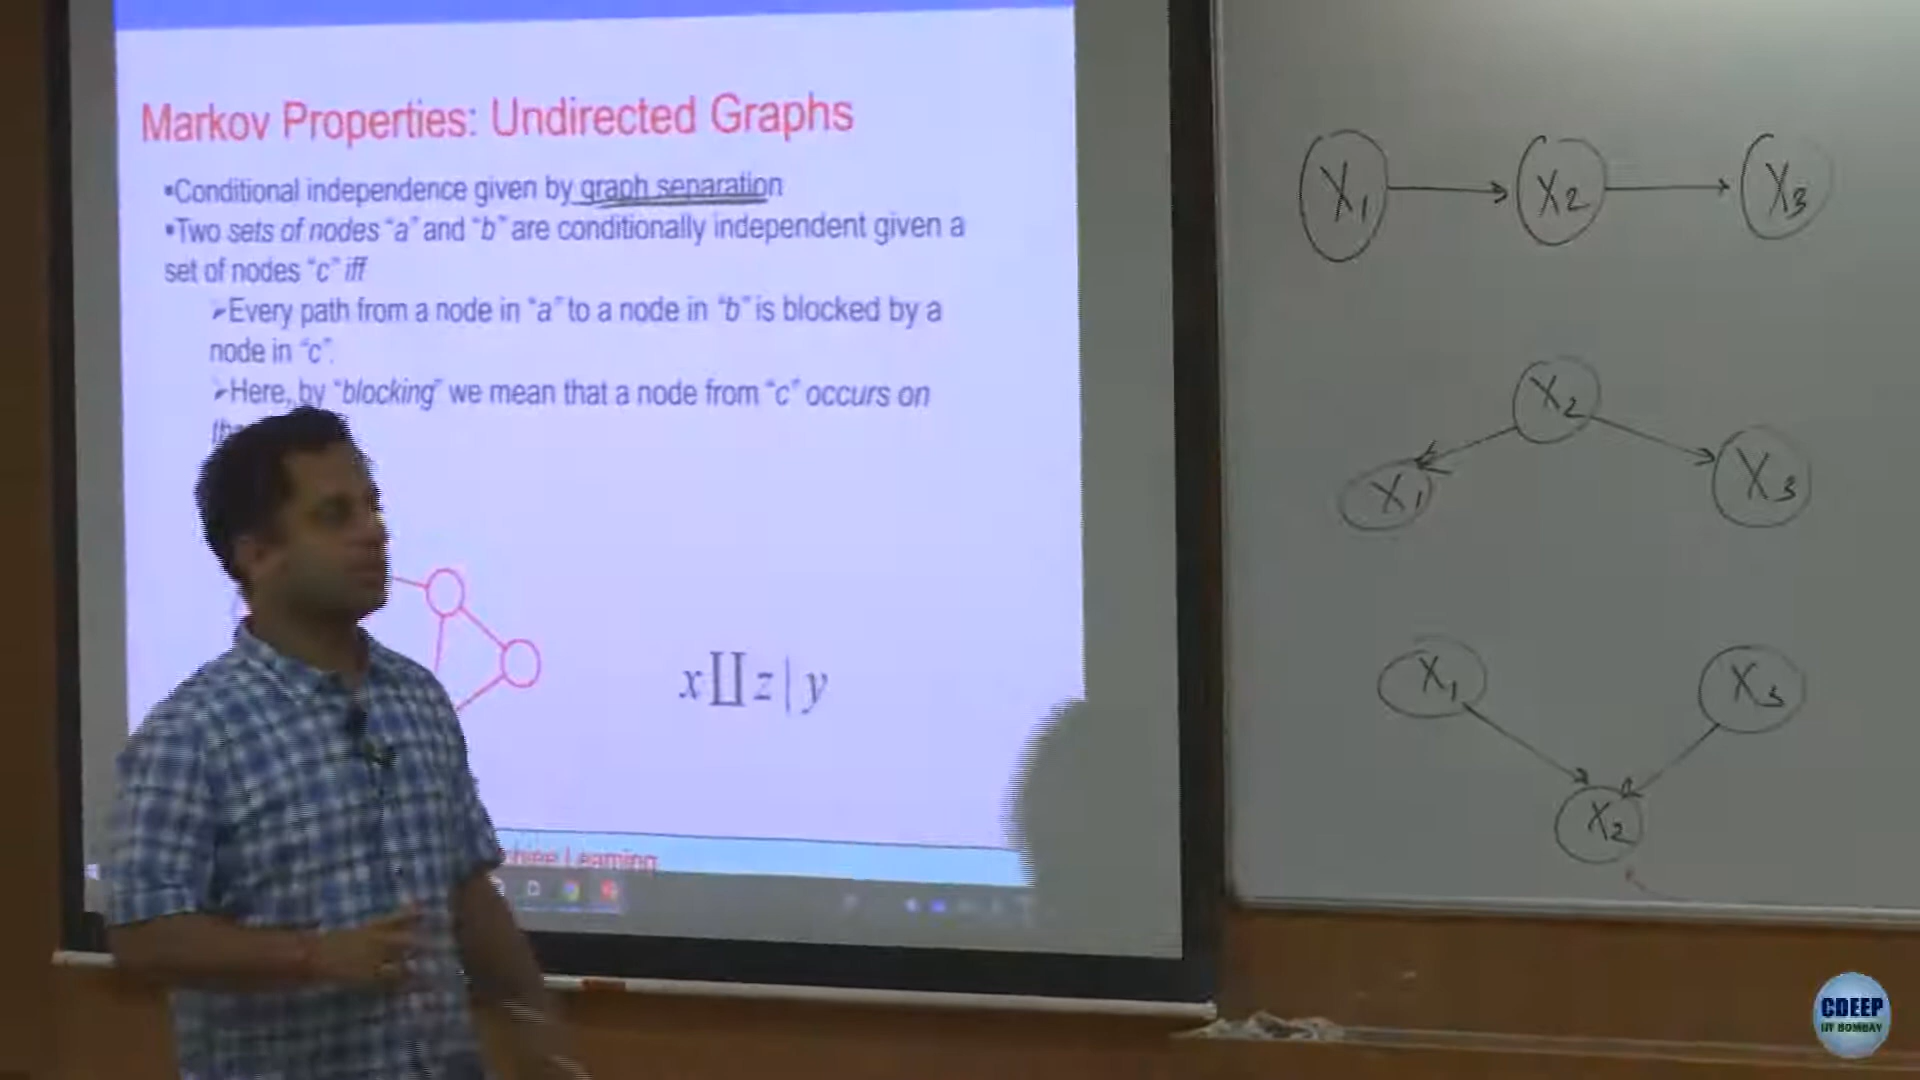 Markov Properties: Undirected Graphs
▪Conditional independence given by graph separation
▪Two sets of nodes “a” and “b” are conditionally independent given a
set of nodes “c” iff
➢Every path from a node in “a” to a node in “b” is blocked by a
node in “c”.
➢Here, by “blocking” we mean that a node from “c” occurs on
x ∐ z | y
Learning
X₁ X₂ X₃
X₂
X₁ X₃
X₁ X₃
X₂
CDEEP
IIT BOMBAY